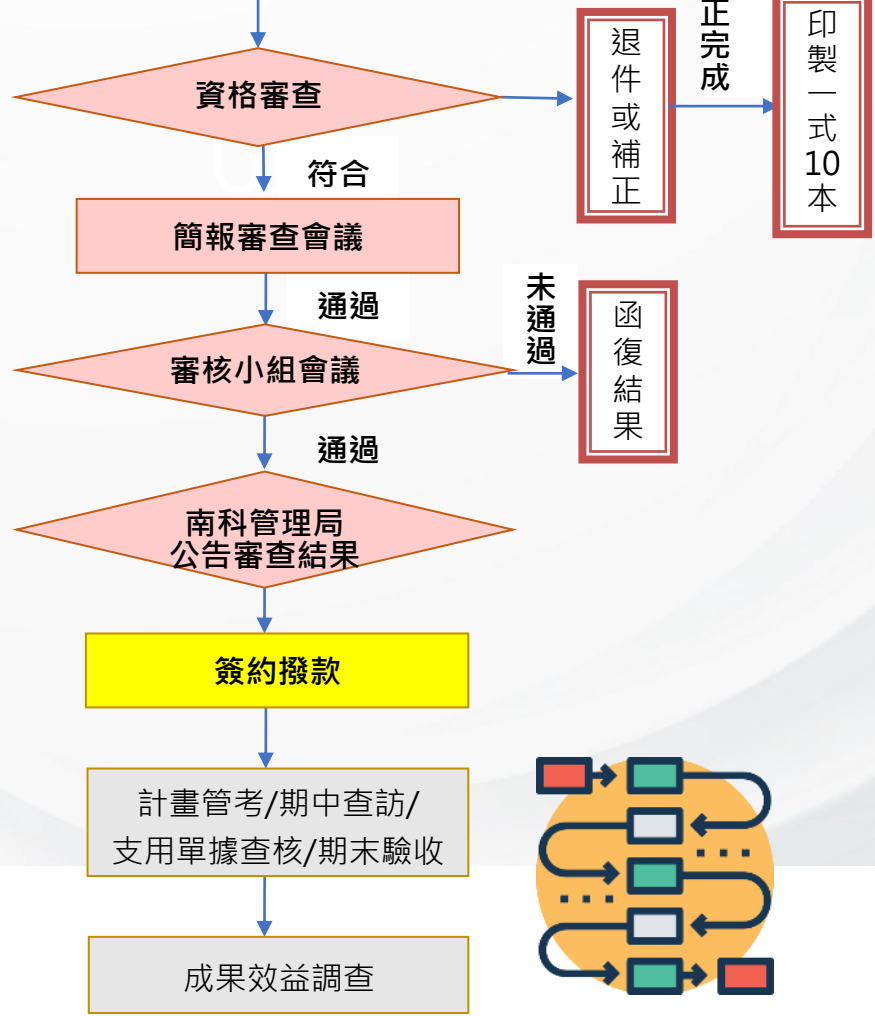 資格審查
退件或補正
正完成
印製一式10本
符合
簡報審查會議
通過
未通過
審核小組會議
函復結果
通過
南科管理局
公告審查結果
簽約撥款
計畫管考/期中查訪/
支用單據查核/期末驗收
成果效益調查